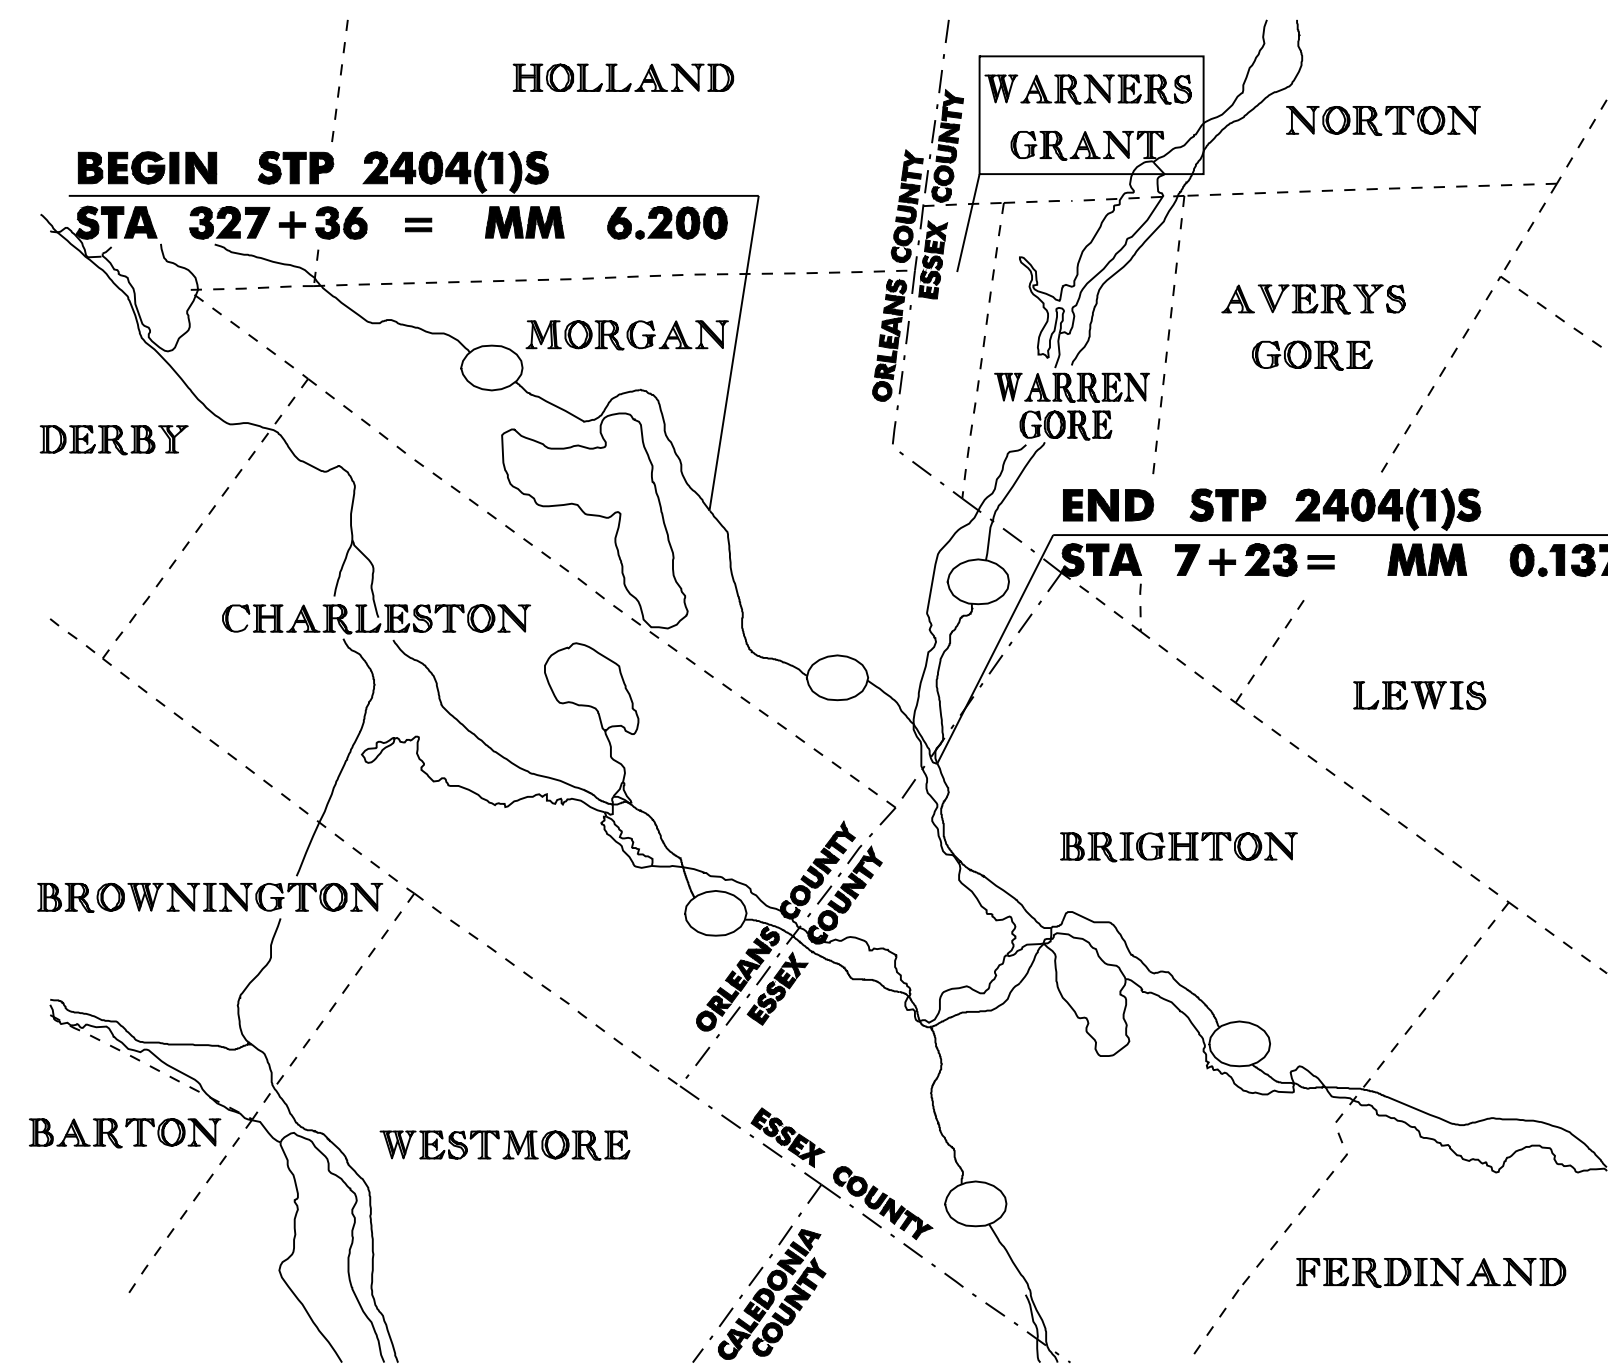 HOLLAND
WARNERS
GRANT
NORTON
BEGIN STP 2404(1)S
STA 327+36 = MM 6.200
ORLEANS COUNTY
ESSEX COUNTY
AVERYS
GORE
MORGAN
WARREN
GORE
DERBY
END STP 2404(1)S
STA 7+23= MM 0.137
CHARLESTON
LEWIS
BRIGHTON
BROWNINGTON
ORLEANS COUNTY
ESSEX COUNTY
BARTON
WESTMORE
ESSEX COUNTY
CALEDONIA
COUNTY
FERDINAND